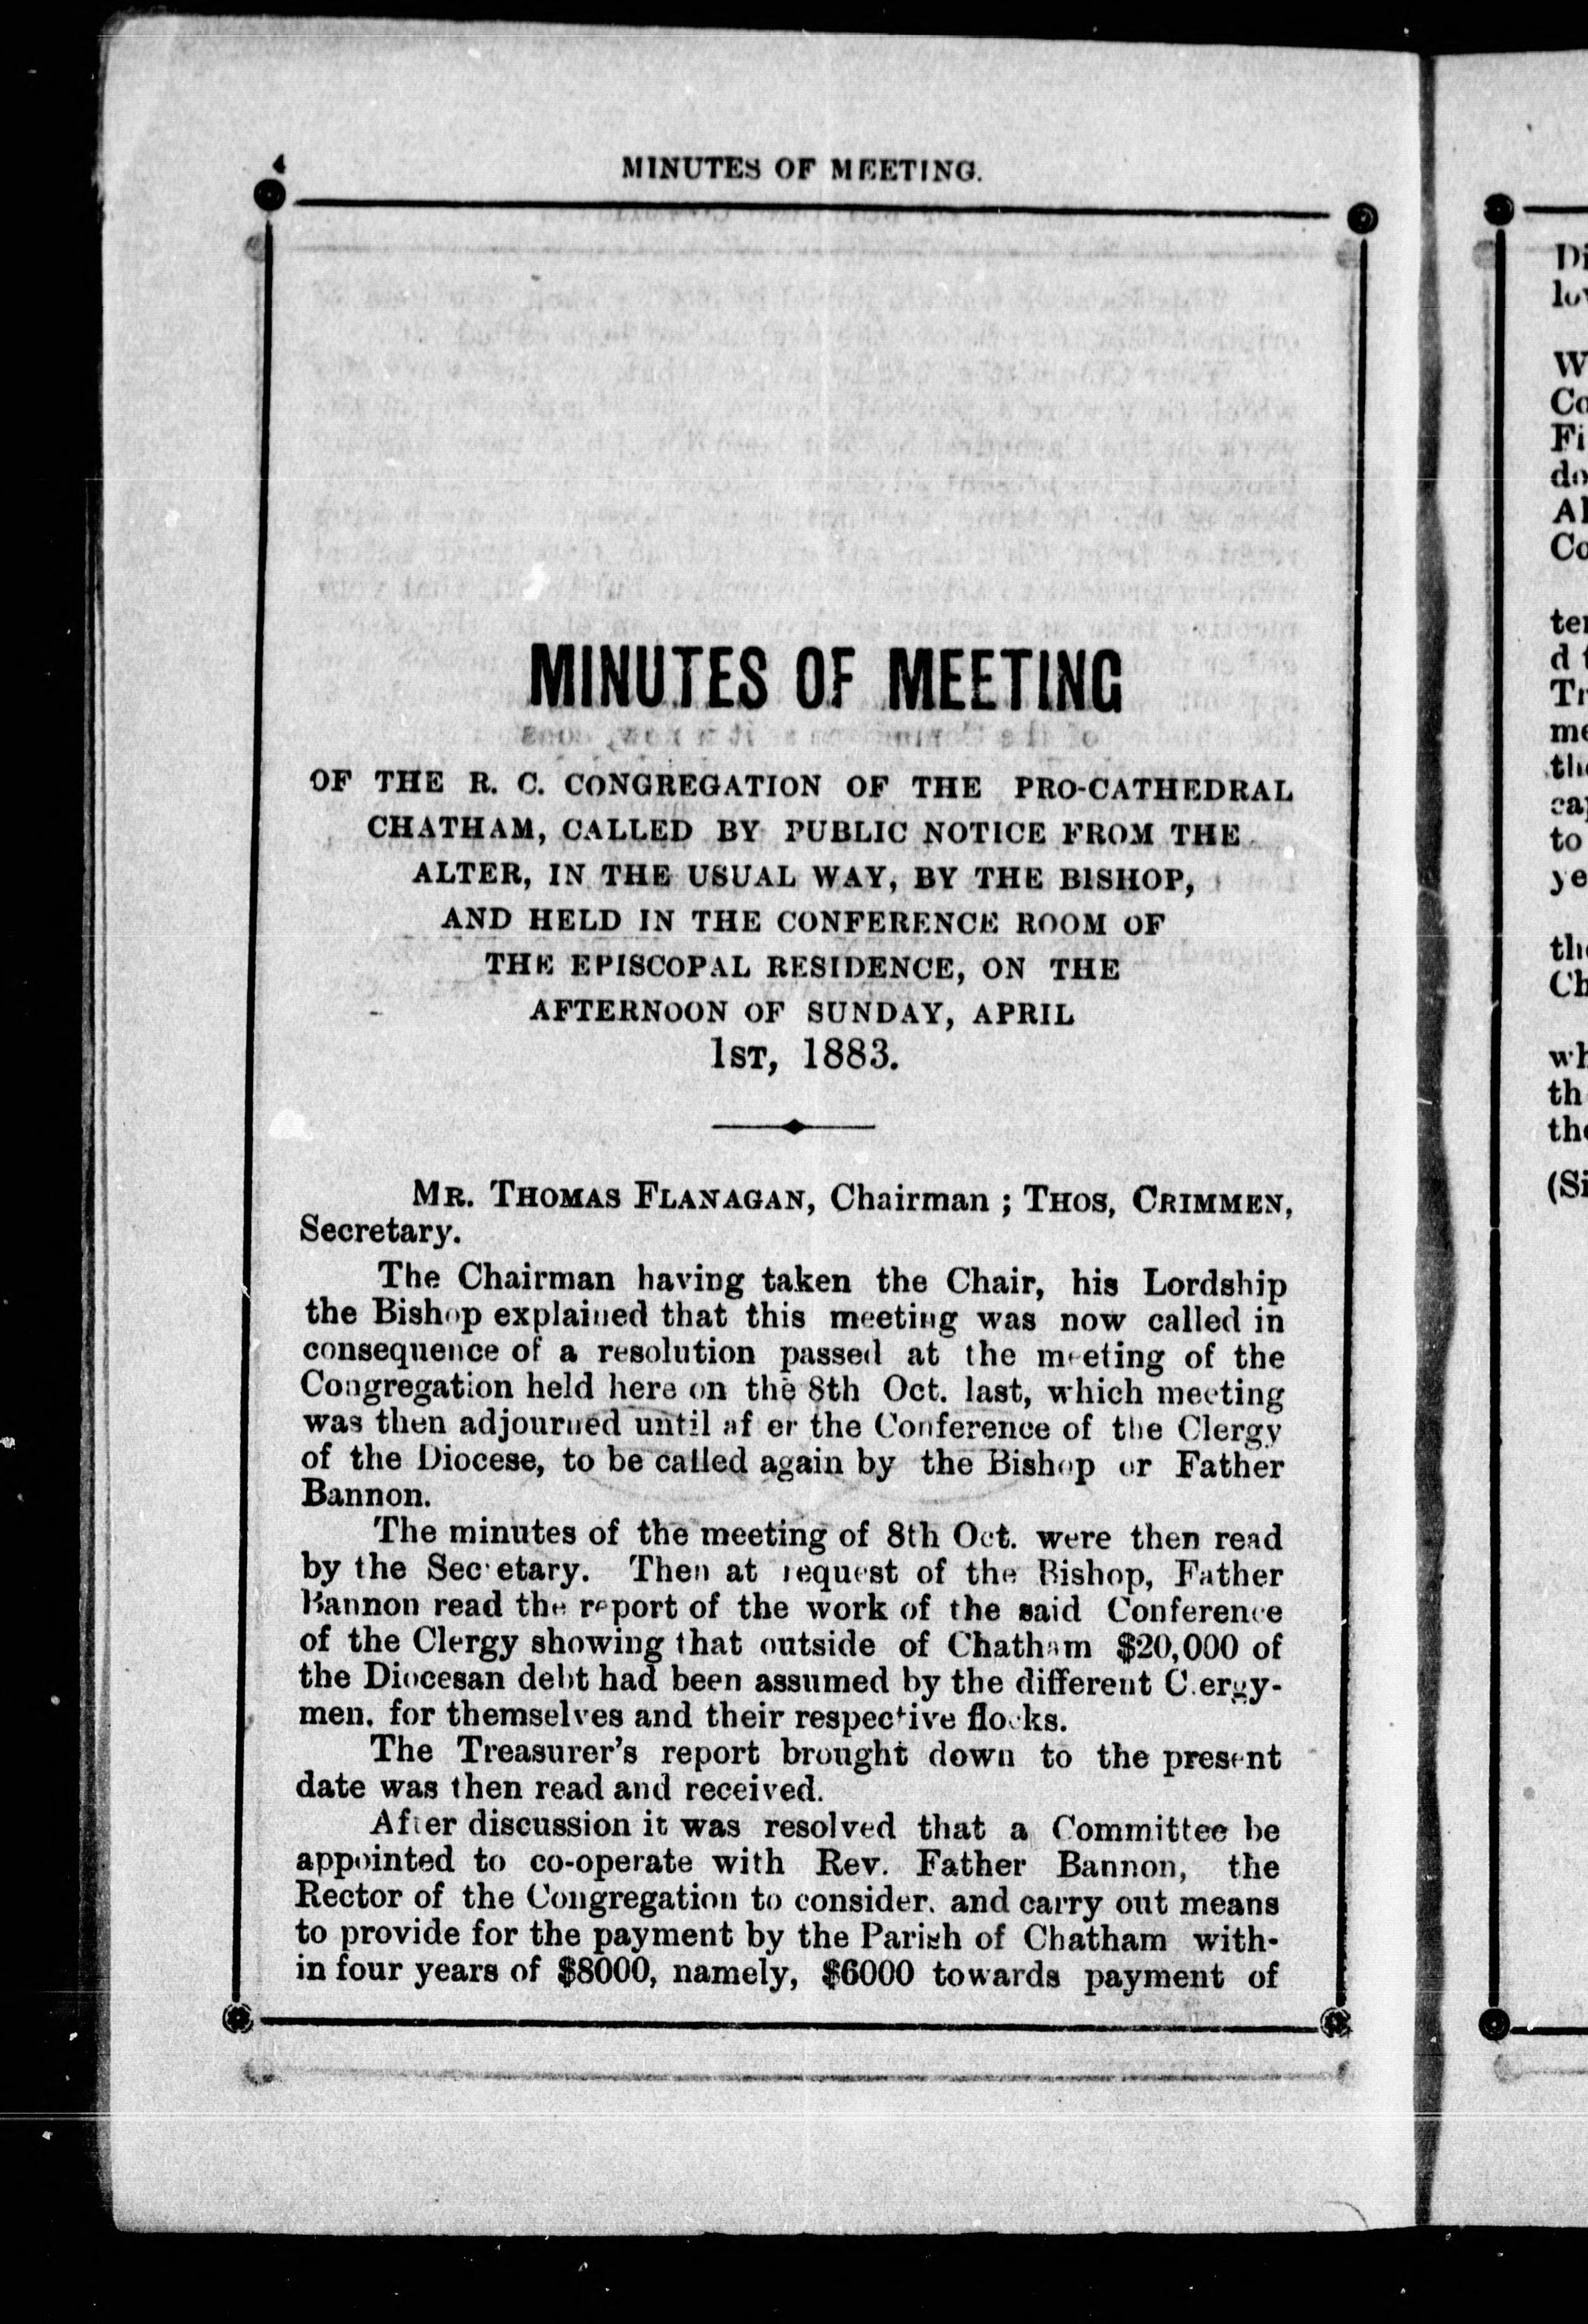 4
MINUTES OF MEETING.
MINUTES OF MEETING
OF THE R. C. CONGREGATION OF THE PRO-CATHEDRAL
CHATHAM, CALLED BY PUBLIC NOTICE FROM THE
ALTER, IN THE USUAL WAY, BY THE BISHOP,
AND HELD IN THE CONFERENCE ROOM OF
THE EPISCOPAL RESIDENCE, ON THE
AFTERNOON OF SUNDAY, APRIL
1ST, 1883.
MR. THOMAS FLANAGAN, Chairman ; THOS, CRIMMEN,
Secretary.
The Chairman having taken the Chair, his Lordship
the Bishop explained that this meeting was now called in
consequence of a resolution passed at the meeting of the
Congregation held here on the 8th Oct. last, which meeting
was then adjourned until af er the Conference of the Clergy
of the Diocese, to be called again by the Bishop or Father
Bannon.
The minutes of the meeting of 8th Oct. were then read
by the Secretary. Then at request of the Bishop, Father
Bannon read the report of the work of the said Conference
of the Clergy showing that outside of Chatham $20,000 of
the Diocesan debt had been assumed by the different Clergy-
men. for themselves and their respective flocks.
The Treasurer's report brought down to the present
date was then read and received.
After discussion it was resolved that a Committee be
appointed to co-operate with Rev. Father Bannon, the
Rector of the Congregation to consider. and carry out means
to provide for the payment by the Parish of Chatham with-
in four years of $8000, namely, $6000 towards payment of